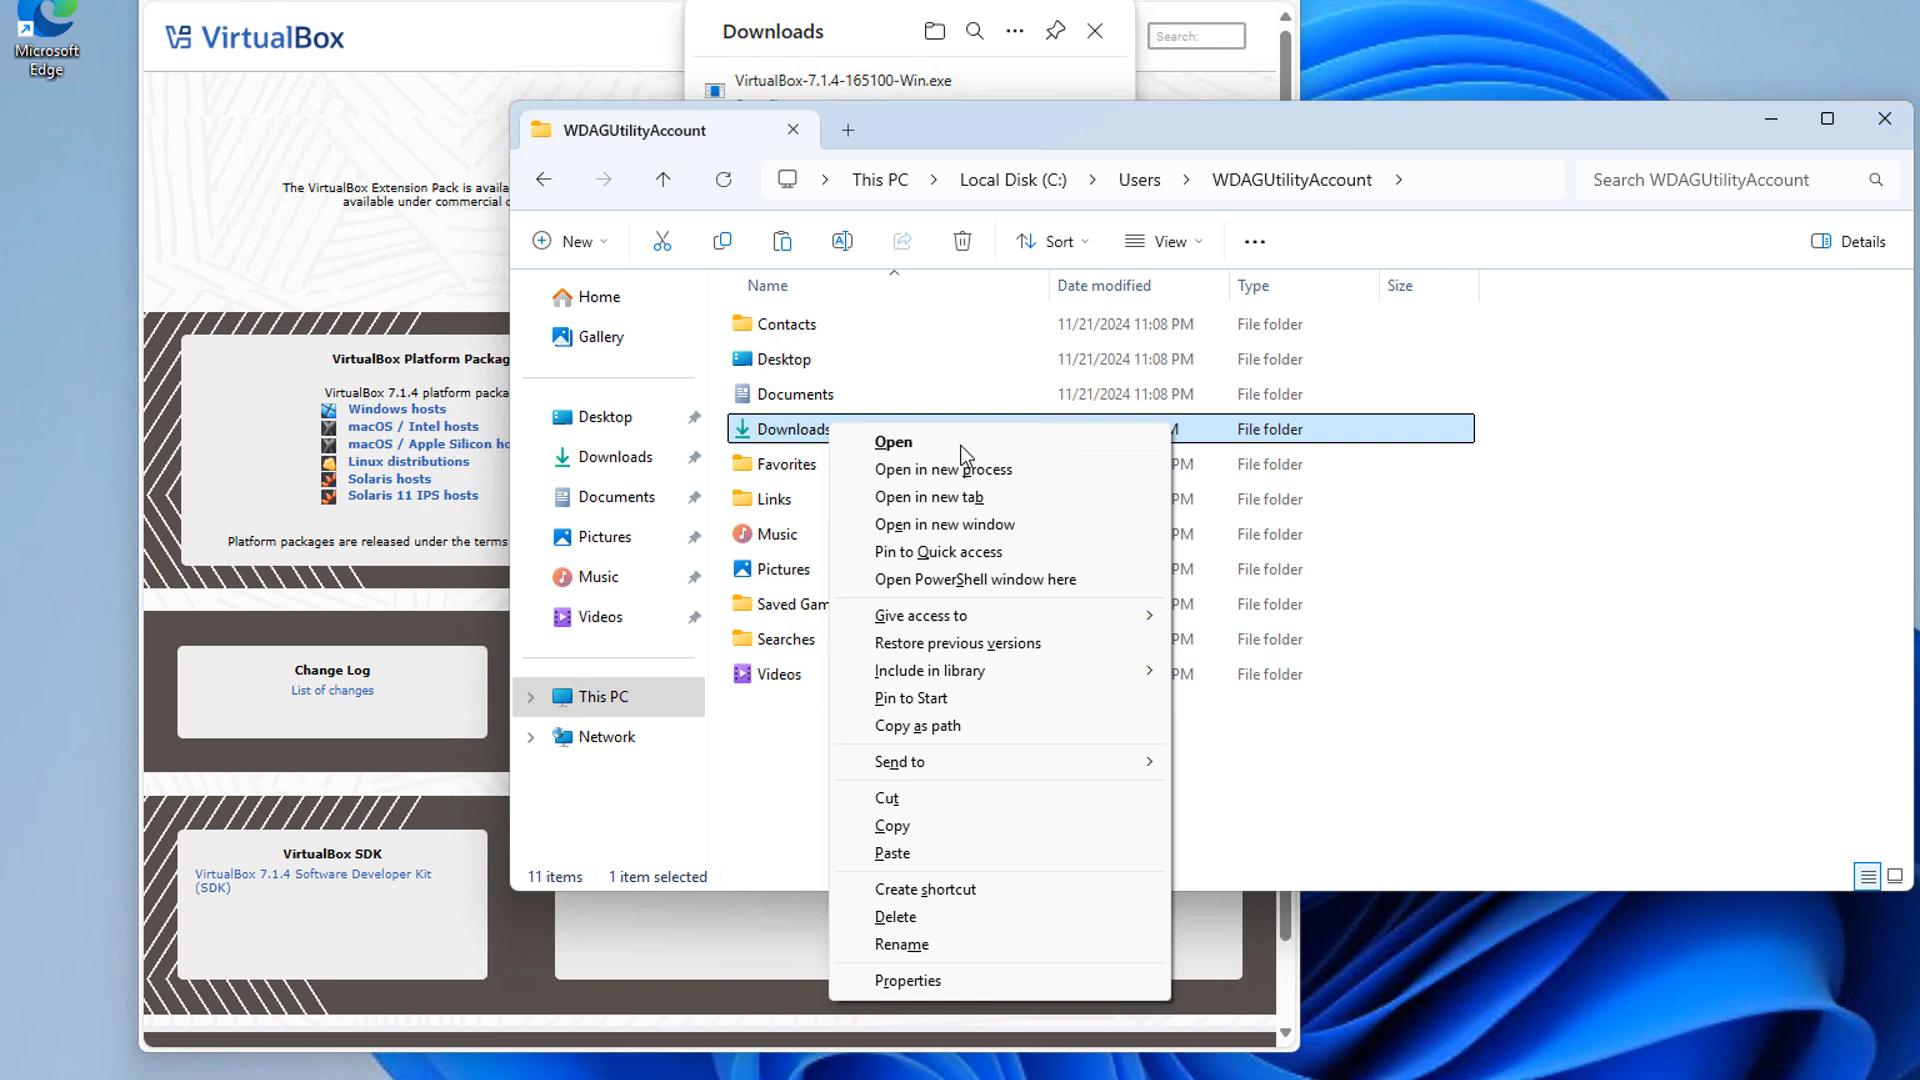 Microsoft
Edge
VirtualBox
Search:
Downloads
VirtualBox-7.1.4-165100-Win.exe
The VirtualBox Extension Pack is availa
available under commercial
VirtualBox Platform Packag
VirtualBox 7.1.4 platform packa
Windows hosts
macOS / Intel hosts
macOS / Apple Silicon ho
Linux distributions
Solaris hosts
Solaris 11 IPS hosts
Platform packages are released under the terms
Change Log
List of changes
VirtualBox SDK
VirtualBox 7.1.4 Software Developer Kit
(SDK)
WDAGUtilityAccount
This PC
Local Disk (C:)
Users
WDAGUtilityAccount
Search WDAGUtilityAccount
New
Sort
View
Details
Home
Gallery
Desktop
Downloads
Documents
Pictures
Music
Videos
This PC
Network
Name Date modified Type Size
Contacts 11/21/2024 11:08 PM File folder
Desktop 11/21/2024 11:08 PM File folder
Documents 11/21/2024 11:08 PM File folder
Downloads M File folder
Favorites PM File folder
Links PM File folder
Music PM File folder
Pictures PM File folder
Saved Gam PM File folder
Searches PM File folder
Videos PM File folder
Open
Open in new process
Open in new tab
Open in new window
Pin to Quick access
Open PowerShell window here
Give access to
Restore previous versions
Include in library
Pin to Start
Copy as path
Send to
Cut
Copy
Paste
Create shortcut
Delete
Rename
Properties
11 items 1 item selected